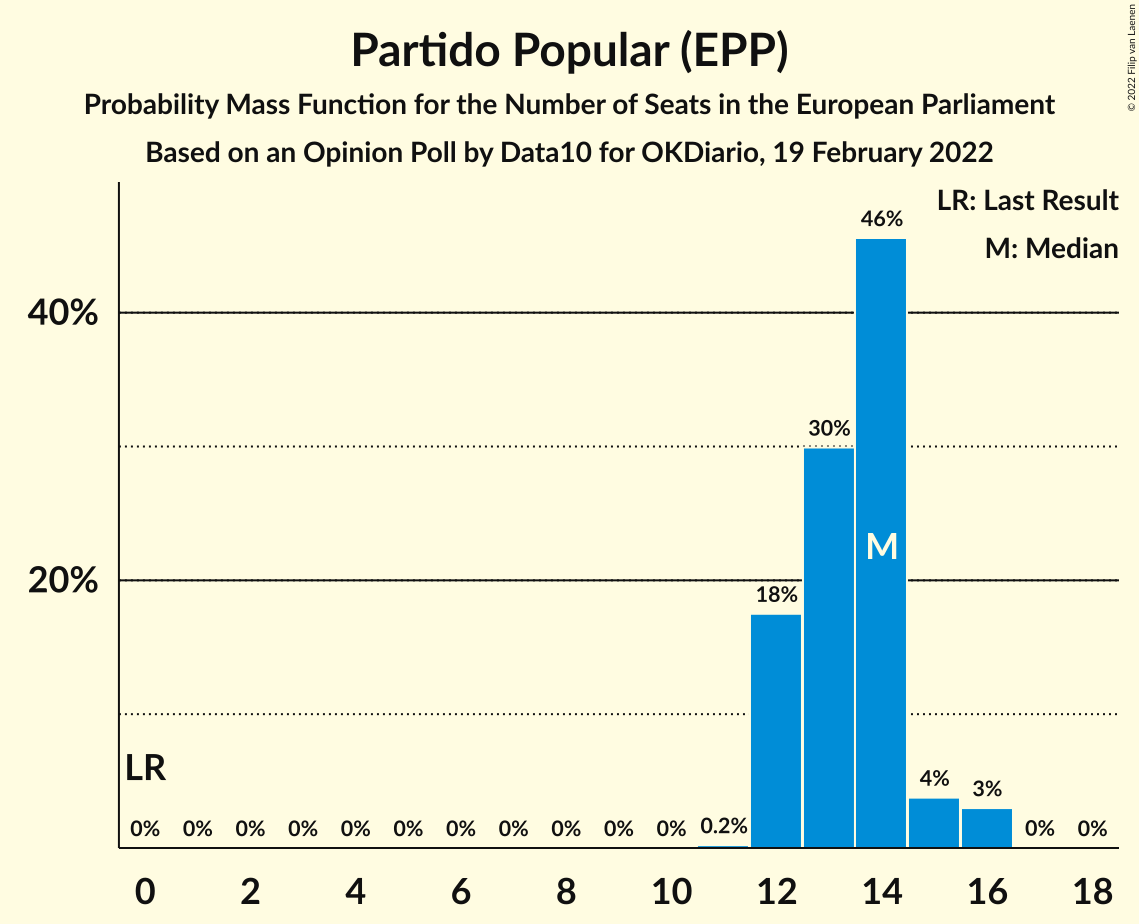 Partido Popular (EPP)
Probability Mass Function for the Number of Seats in the European Parliament
Based on an Opinion Poll by Data10 for OKDiario, 19 February 2022
© 2022 Filip van Laenen
LR: Last Result
M: Median
40%
20%
46%
30%
M
18%
LR
4%
3%
0% 0% 0% 0% 0% 0% 0% 0% 0% 0% 0% 0.2% 0% 0%
0 2 4 6 8 10 12 14 16 18